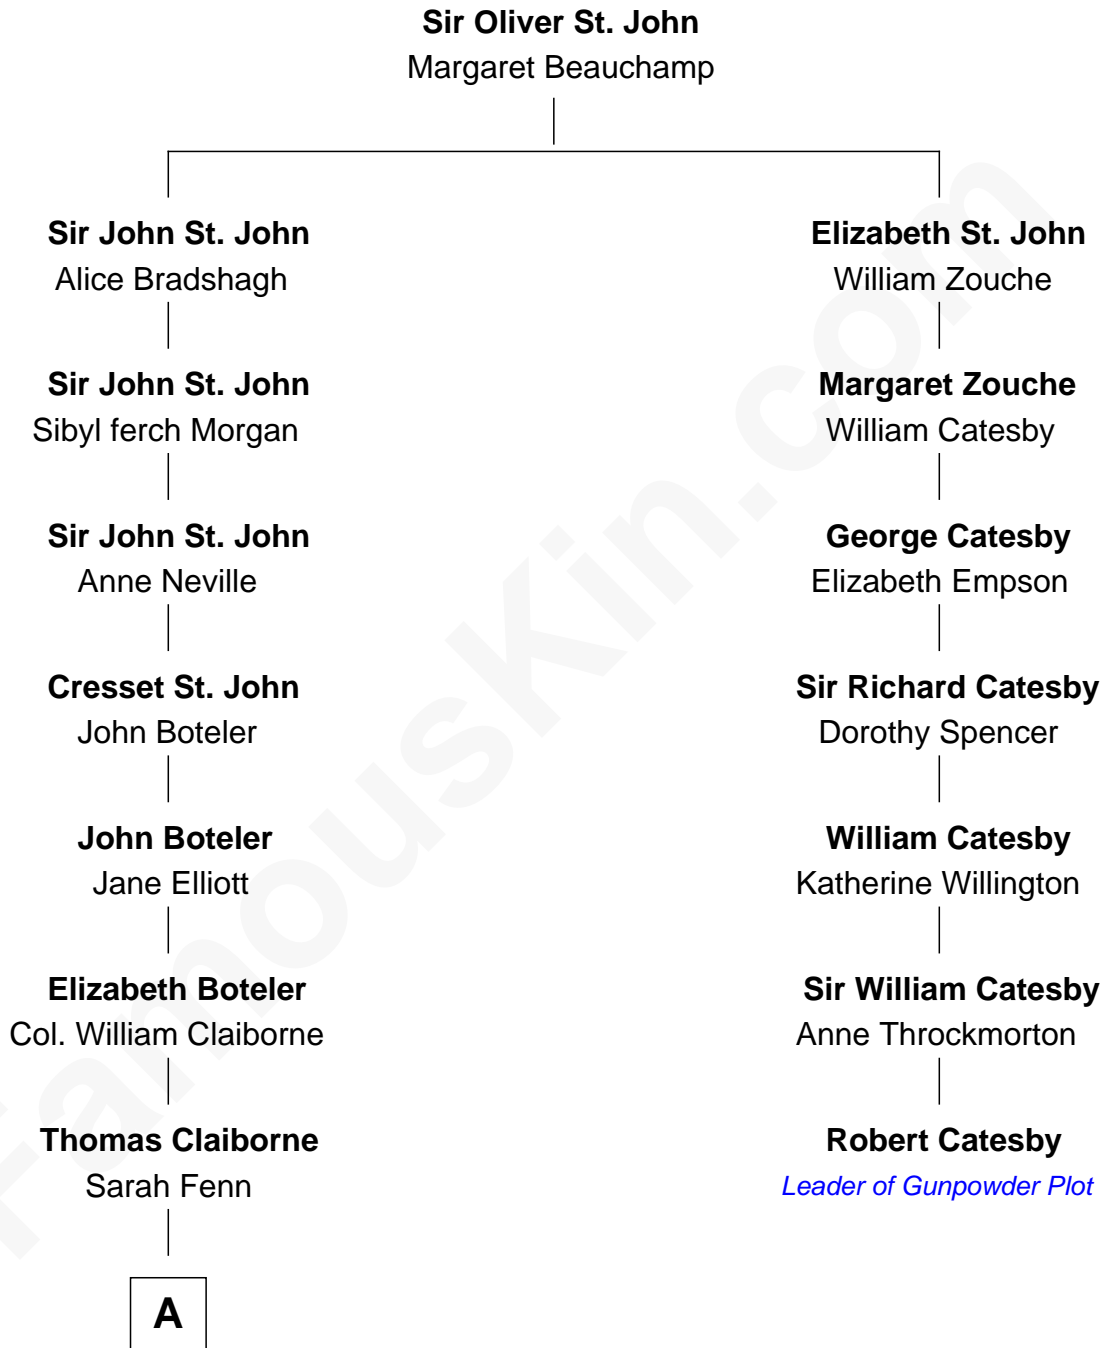 Sir Oliver St. John
Margaret Beauchamp
Sir John St. John
Alice Bradshagh
Elizabeth St. John
William Zouche
Sir John St. John
Sibyl ferch Morgan
Margaret Zouche
William Catesby
Sir John St. John
Anne Neville
George Catesby
Elizabeth Empson
Cresset St. John
John Boteler
Sir Richard Catesby
Dorothy Spencer
John Boteler
Jane Elliott
William Catesby
Katherine Willington
Elizabeth Boteler
Col. William Claiborne
Sir William Catesby
Anne Throckmorton
Thomas Claiborne
Sarah Fenn
Robert Catesby
Leader of Gunpowder Plot
A
FamousKin.com